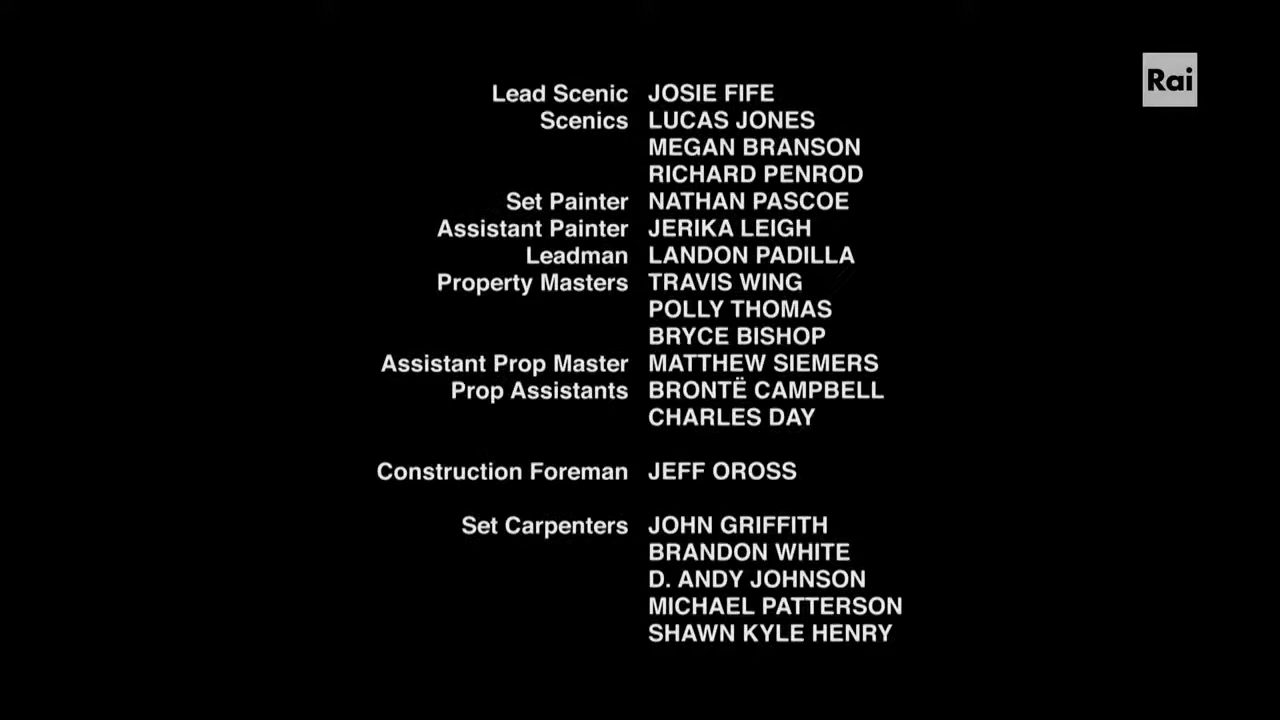 Rai
Lead Scenic JOSIE FIFE
Scenics LUCAS JONES
MEGAN BRANSON
RICHARD PENROD
Set Painter NATHAN PASCOE
Assistant Painter JERIKA LEIGH
Leadman LANDON PADILLA
Property Masters TRAVIS WING
POLLY THOMAS
BRYCE BISHOP
Assistant Prop Master MATTHEW SIEMERS
Prop Assistants BRONTË CAMPBELL
CHARLES DAY
Construction Foreman JEFF OROSS
Set Carpenters JOHN GRIFFITH
BRANDON WHITE
D. ANDY JOHNSON
MICHAEL PATTERSON
SHAWN KYLE HENRY